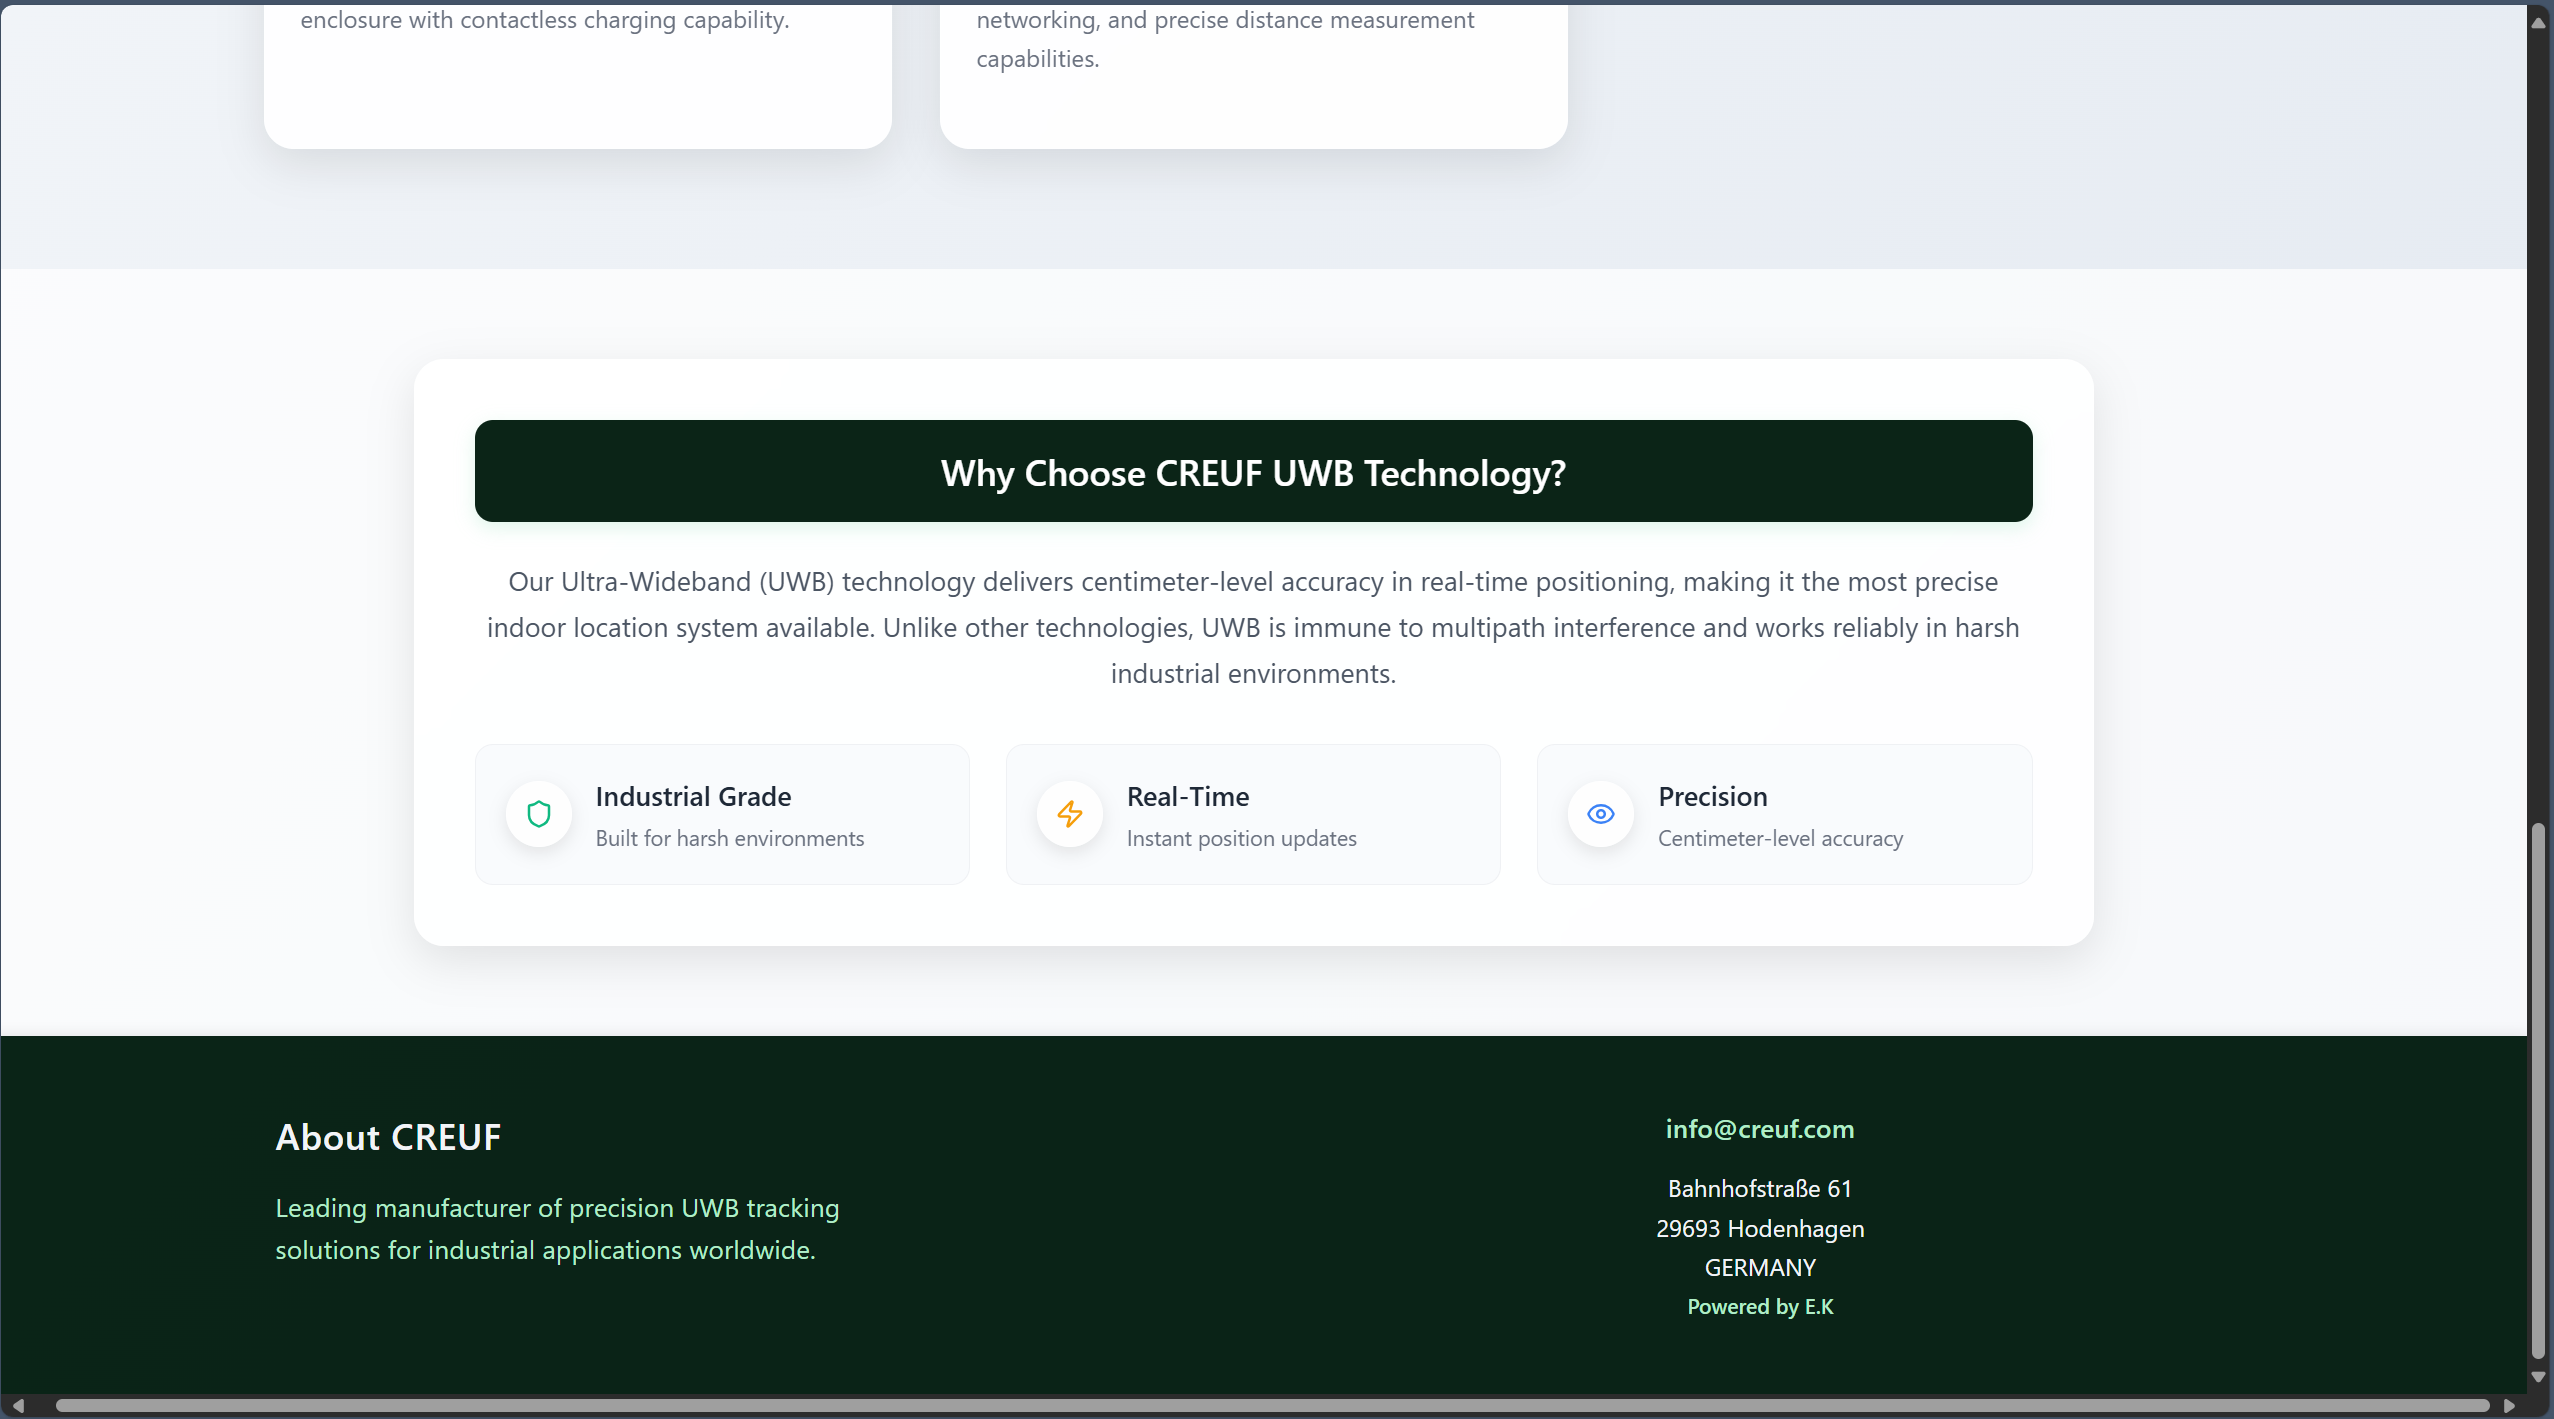 enclosure with contactless charging capability.
networking, and precise distance measurement
capabilities.
Why Choose CREUF UWB Technology?
Our Ultra-Wideband (UWB) technology delivers centimeter-level accuracy in real-time positioning, making it the most precise
indoor location system available. Unlike other technologies, UWB is immune to multipath interference and works reliably in harsh
industrial environments.
Industrial Grade
Built for harsh environments
Real-Time
Instant position updates
Precision
Centimeter-level accuracy
About CREUF
Leading manufacturer of precision UWB tracking
solutions for industrial applications worldwide.
info@creuf.com
Bahnhofstraße 61
29693 Hodenhagen
GERMANY
Powered by E.K